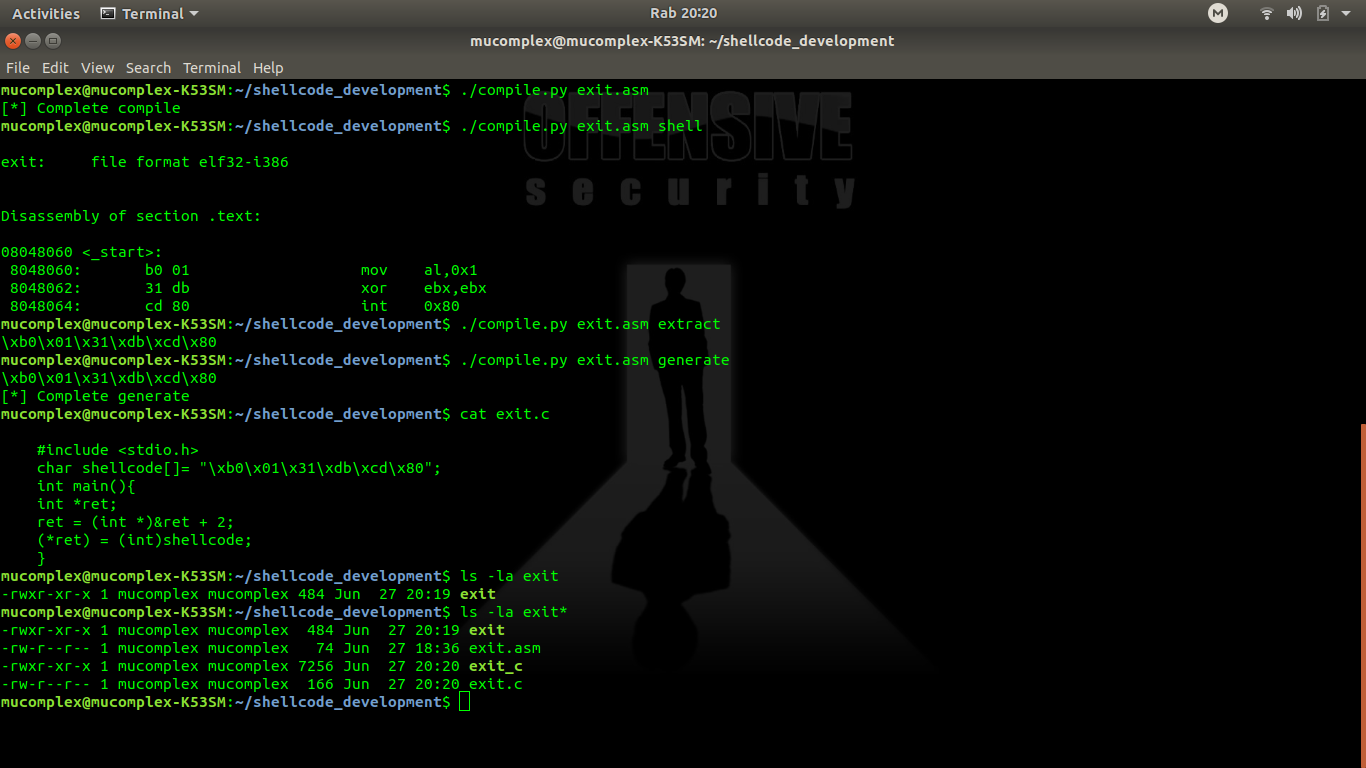 Activities Terminal Rab 20:20 M
mucomplex@mucomplex-K53SM: ~/shellcode_development
File Edit View Search Terminal Help
mucomplex@mucomplex-K53SM:~/shellcode_development$ ./compile.py exit.asm
[*] Complete compile
mucomplex@mucomplex-K53SM:~/shellcode_development$ ./compile.py exit.asm shell
OFFENSIVE
exit:     file format elf32-i386
security
Disassembly of section .text:
08048060 <_start>:
 8048060:       b0 01                   mov    al,0x1
 8048062:       31 db                   xor    ebx,ebx
 8048064:       cd 80                   int    0x80
mucomplex@mucomplex-K53SM:~/shellcode_development$ ./compile.py exit.asm extract
\xb0\x01\x31\xdb\xcd\x80
mucomplex@mucomplex-K53SM:~/shellcode_development$ ./compile.py exit.asm generate
\xb0\x01\x31\xdb\xcd\x80
[*] Complete generate
mucomplex@mucomplex-K53SM:~/shellcode_development$ cat exit.c
    #include <stdio.h>
    char shellcode[]= "\xb0\x01\x31\xdb\xcd\x80";
    int main(){
    int *ret;
    ret = (int *)&ret + 2;
    (*ret) = (int)shellcode;
    }
mucomplex@mucomplex-K53SM:~/shellcode_development$ ls -la exit
-rwxr-xr-x 1 mucomplex mucomplex 484 Jun  27 20:19 exit
mucomplex@mucomplex-K53SM:~/shellcode_development$ ls -la exit*
-rwxr-xr-x 1 mucomplex mucomplex  484 Jun  27 20:19 exit
-rw-r--r-- 1 mucomplex mucomplex   74 Jun  27 18:36 exit.asm
-rwxr-xr-x 1 mucomplex mucomplex 7256 Jun  27 20:20 exit_c
-rw-r--r-- 1 mucomplex mucomplex  166 Jun  27 20:20 exit.c
mucomplex@mucomplex-K53SM:~/shellcode_development$